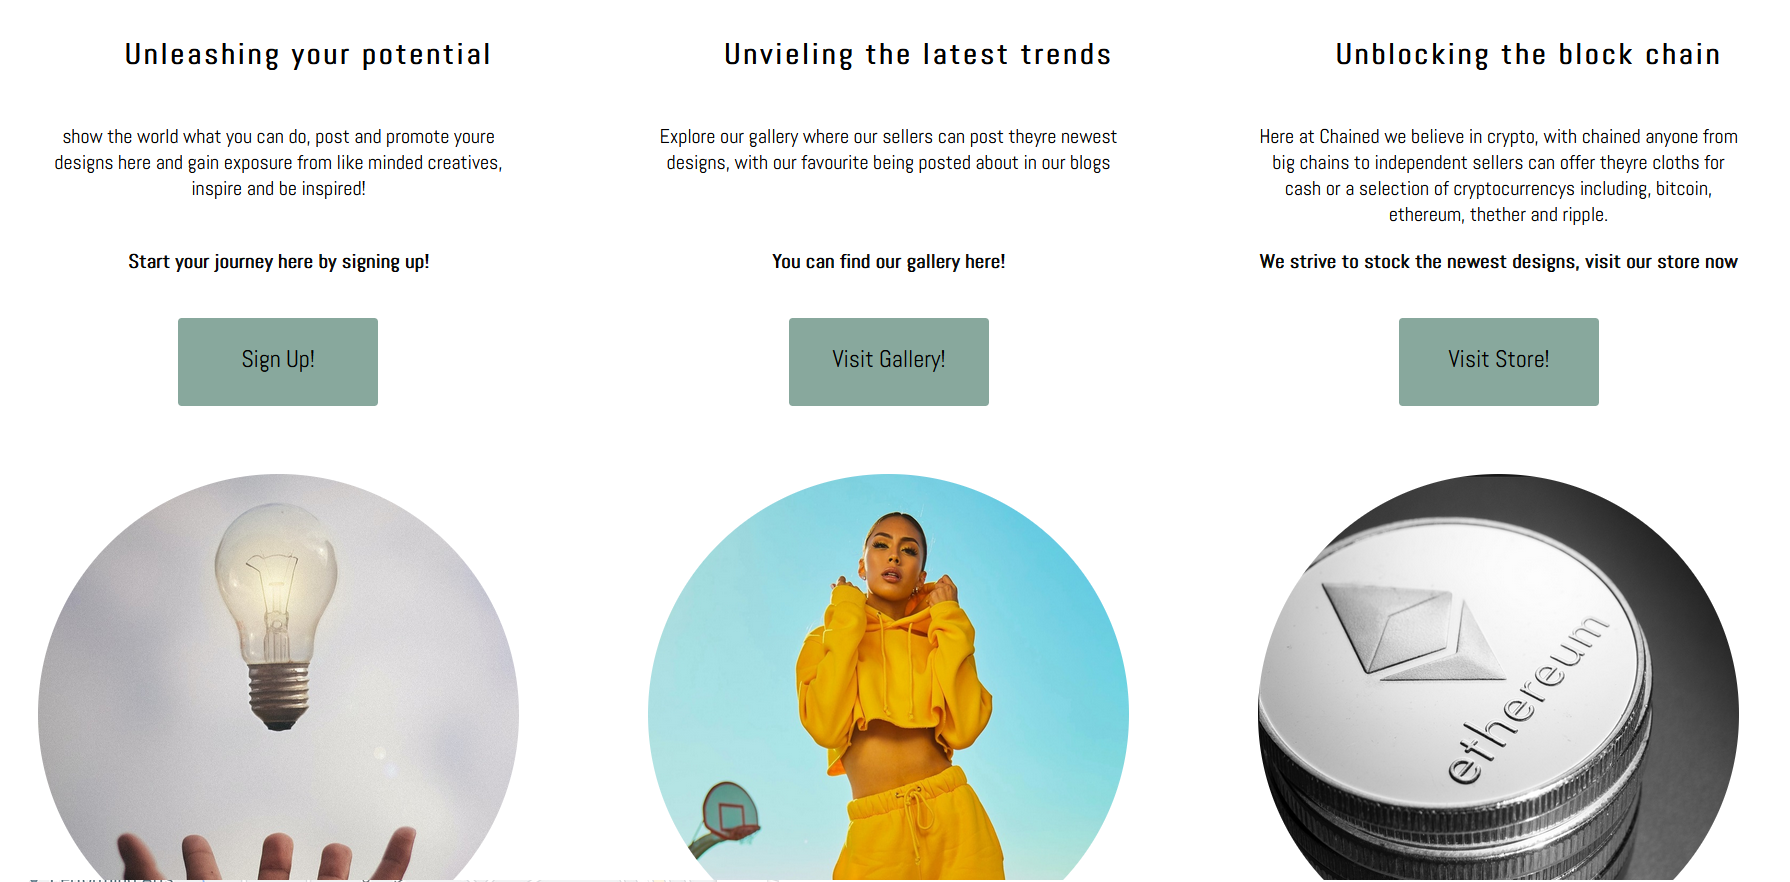 Unleashing your potential
show the world what you can do, post and promote youre
designs here and gain exposure from like minded creatives,
inspire and be inspired!
Start your journey here by signing up!
Sign Up!
Unvieling the latest trends
Explore our gallery where our sellers can post theyre newest
designs, with our favourite being posted about in our blogs
You can find our gallery here!
Visit Gallery!
Unblocking the block chain
Here at Chained we believe in crypto, with chained anyone from
big chains to independent sellers can offer theyre cloths for
cash or a selection of cryptocurrencys including, bitcoin,
ethereum, thether and ripple.
We strive to stock the newest designs, visit our store now
Visit Store!
ethereum